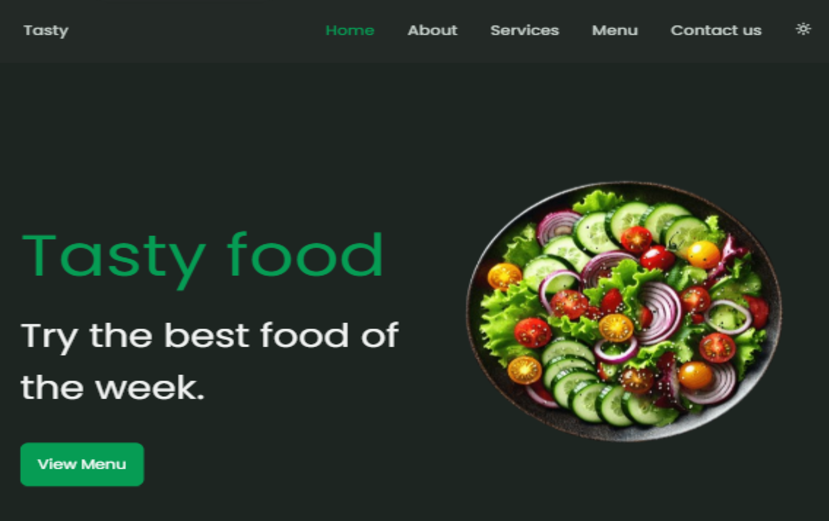 Tasty
Home About Services Menu Contact us
Tasty food
Try the best food of
the week.
View Menu